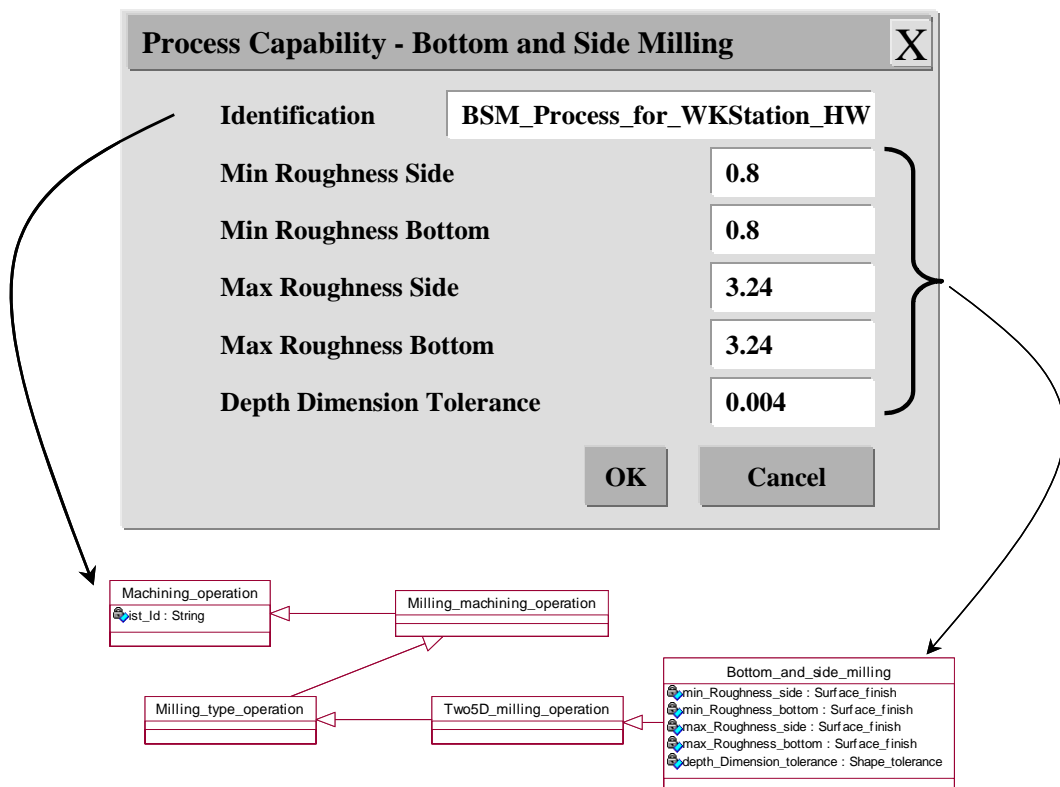 Process Capability - Bottom and Side Milling X
Identification BSM_Process_for_WKStation_HW
Min Roughness Side 0.8
Min Roughness Bottom 0.8
Max Roughness Side 3.24
Max Roughness Bottom 3.24
Depth Dimension Tolerance 0.004
OK Cancel
Machining_operation
ist_Id : String
Milling_machining_operation
Milling_type_operation
Two5D_milling_operation
Bottom_and_side_milling
min_Roughness_side : Surface_finish
min_Roughness_bottom : Surface_finish
max_Roughness_side : Surface_finish
max_Roughness_bottom : Surface_finish
depth_Dimension_tolerance : Shape_tolerance